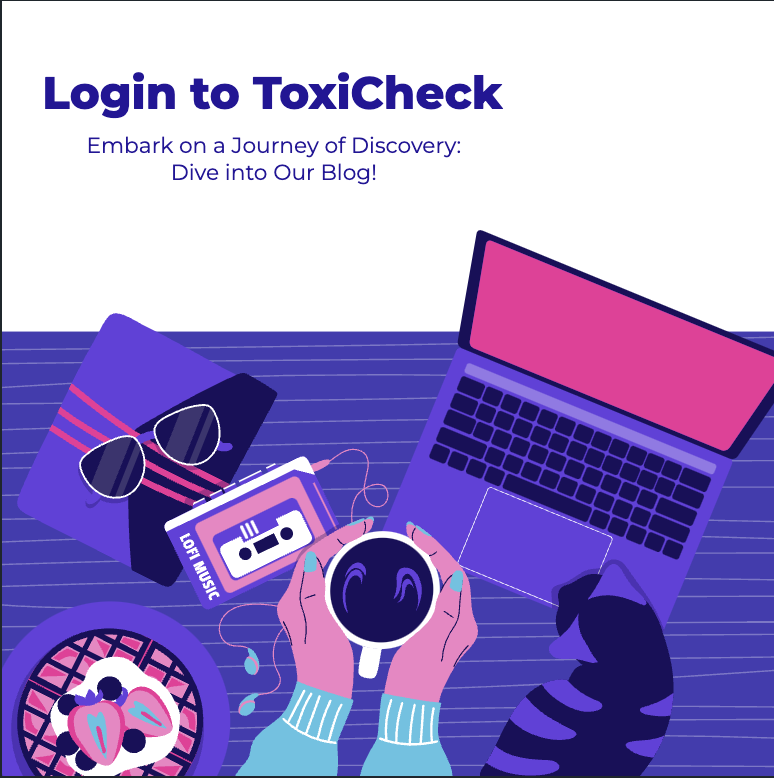 Login to ToxiCheck
Embark on a Journey of Discovery:
Dive into Our Blog!
LOFI MUSIC